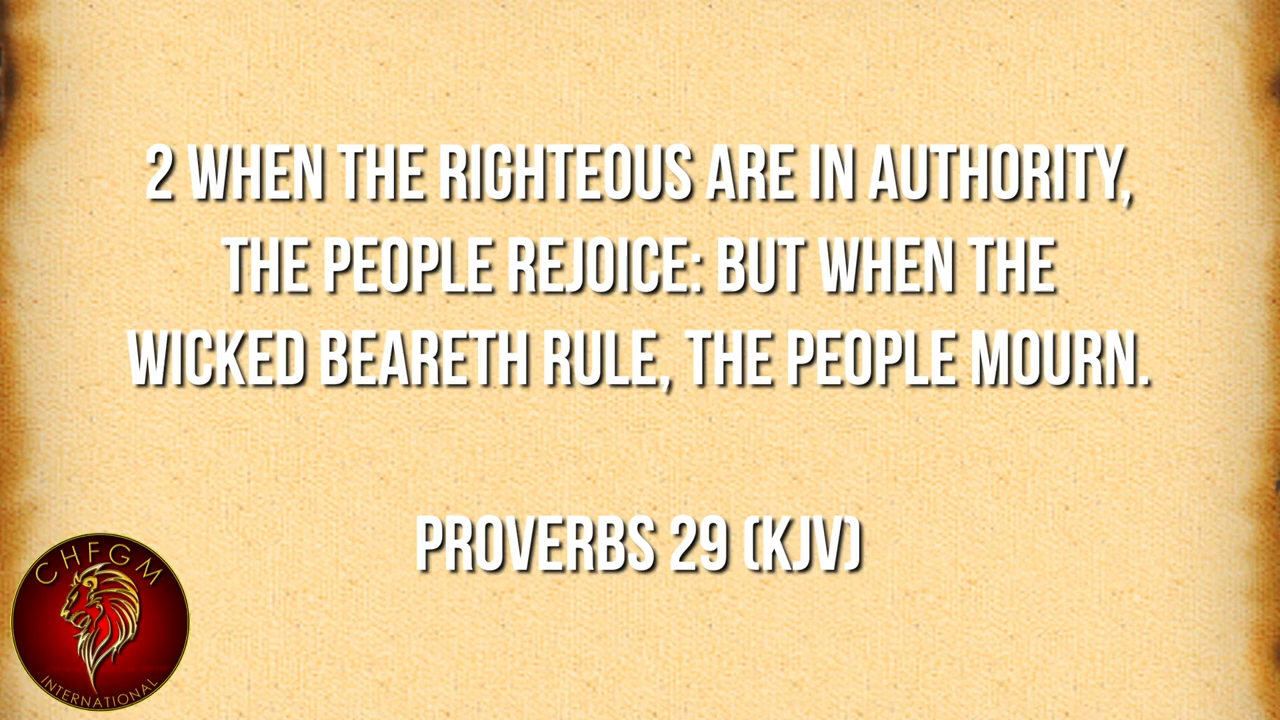 2 WHEN THE RIGHTEOUS ARE IN AUTHORITY,
THE PEOPLE REJOICE: BUT WHEN THE
WICKED BEARETH RULE, THE PEOPLE MOURN.
PROVERBS 29 (KJV)
CHFGM
INTERNATIONAL